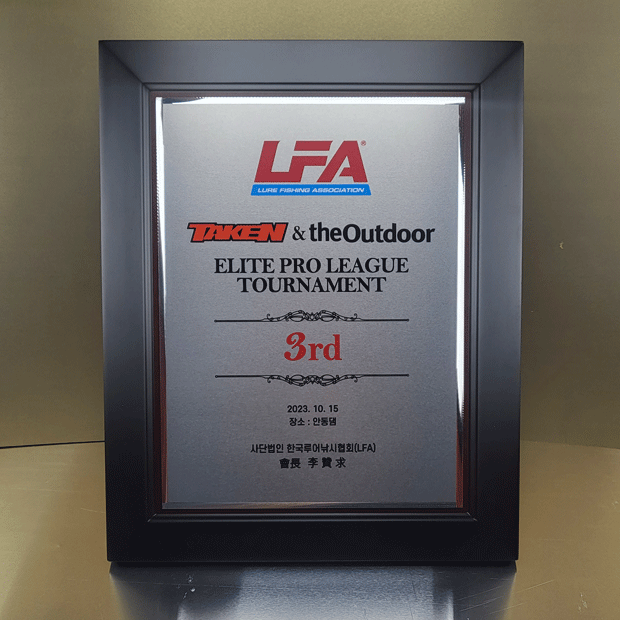 LFA®
LURE FISHING ASSOCIATION
TAKEN & theOutdoor
ELITE PRO LEAGUE
TOURNAMENT
3rd
2023. 10. 15
장소 : 안동댐
사단법인 한국루어낚시협회(LFA)
會長 李贊求